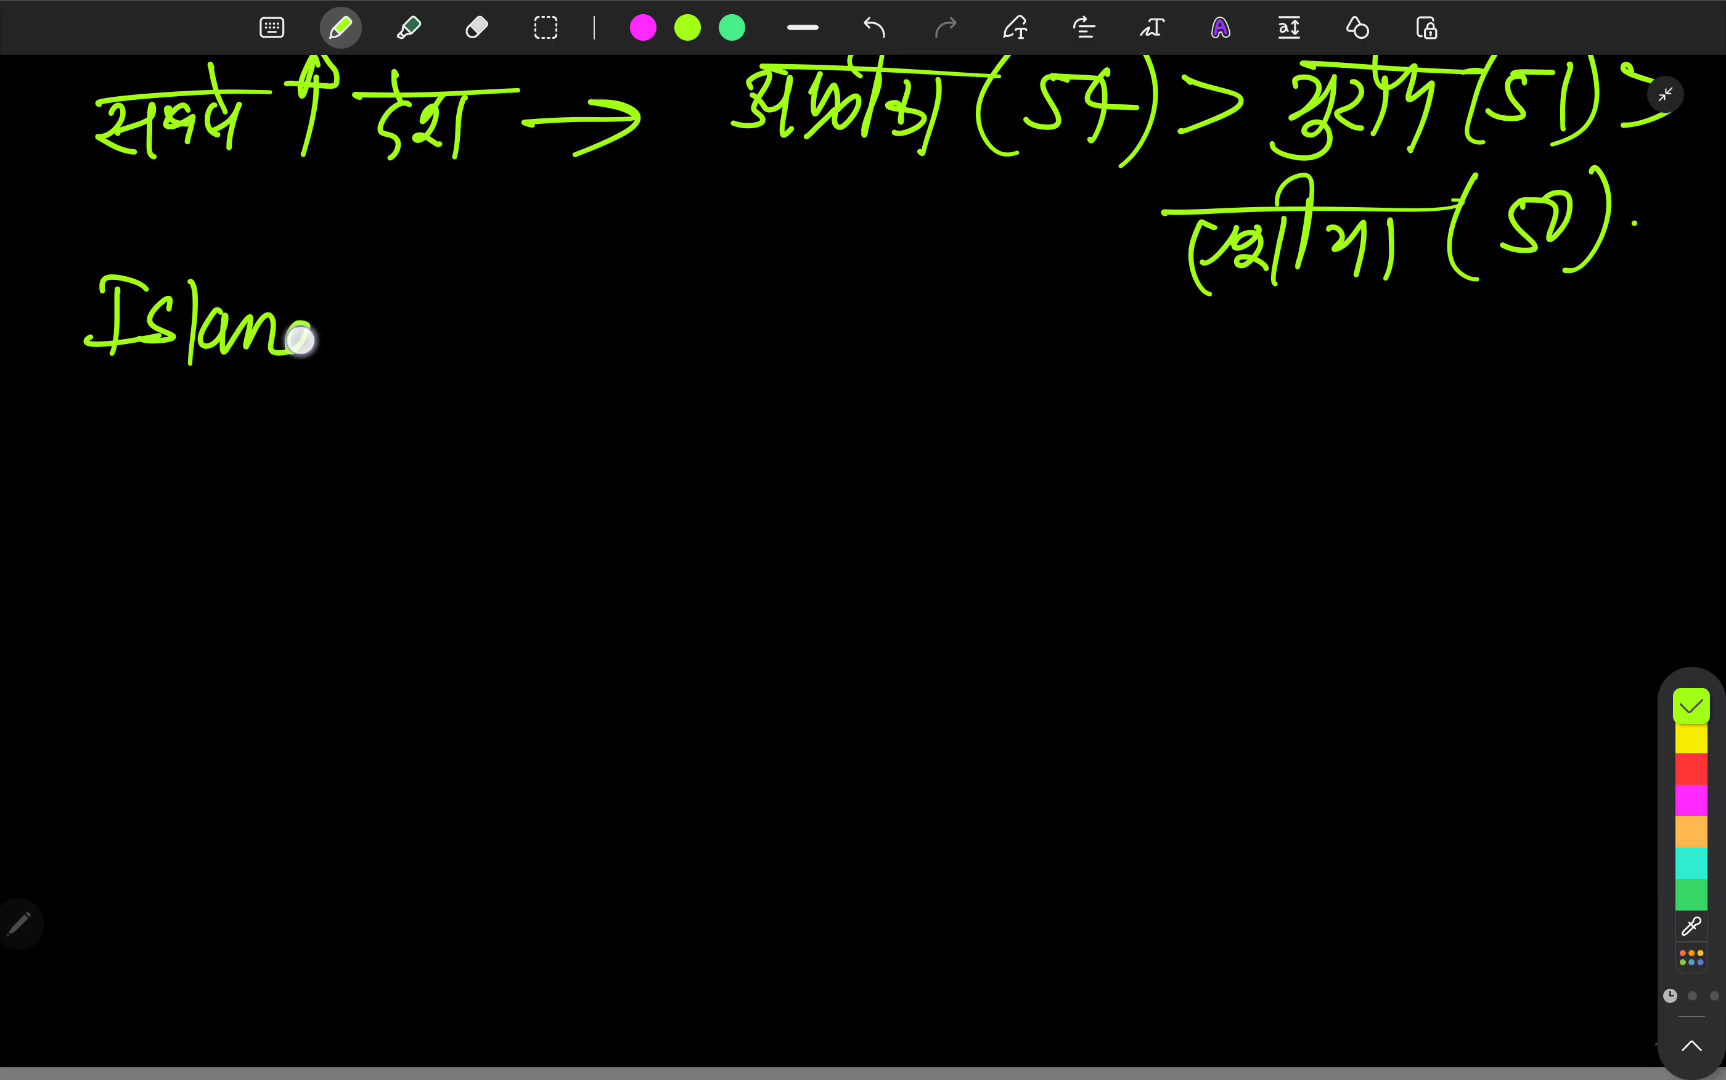 सबसे ↑ देश → अफ्रीका (54) > युरोप (51) >
एशीया (50).
Islan